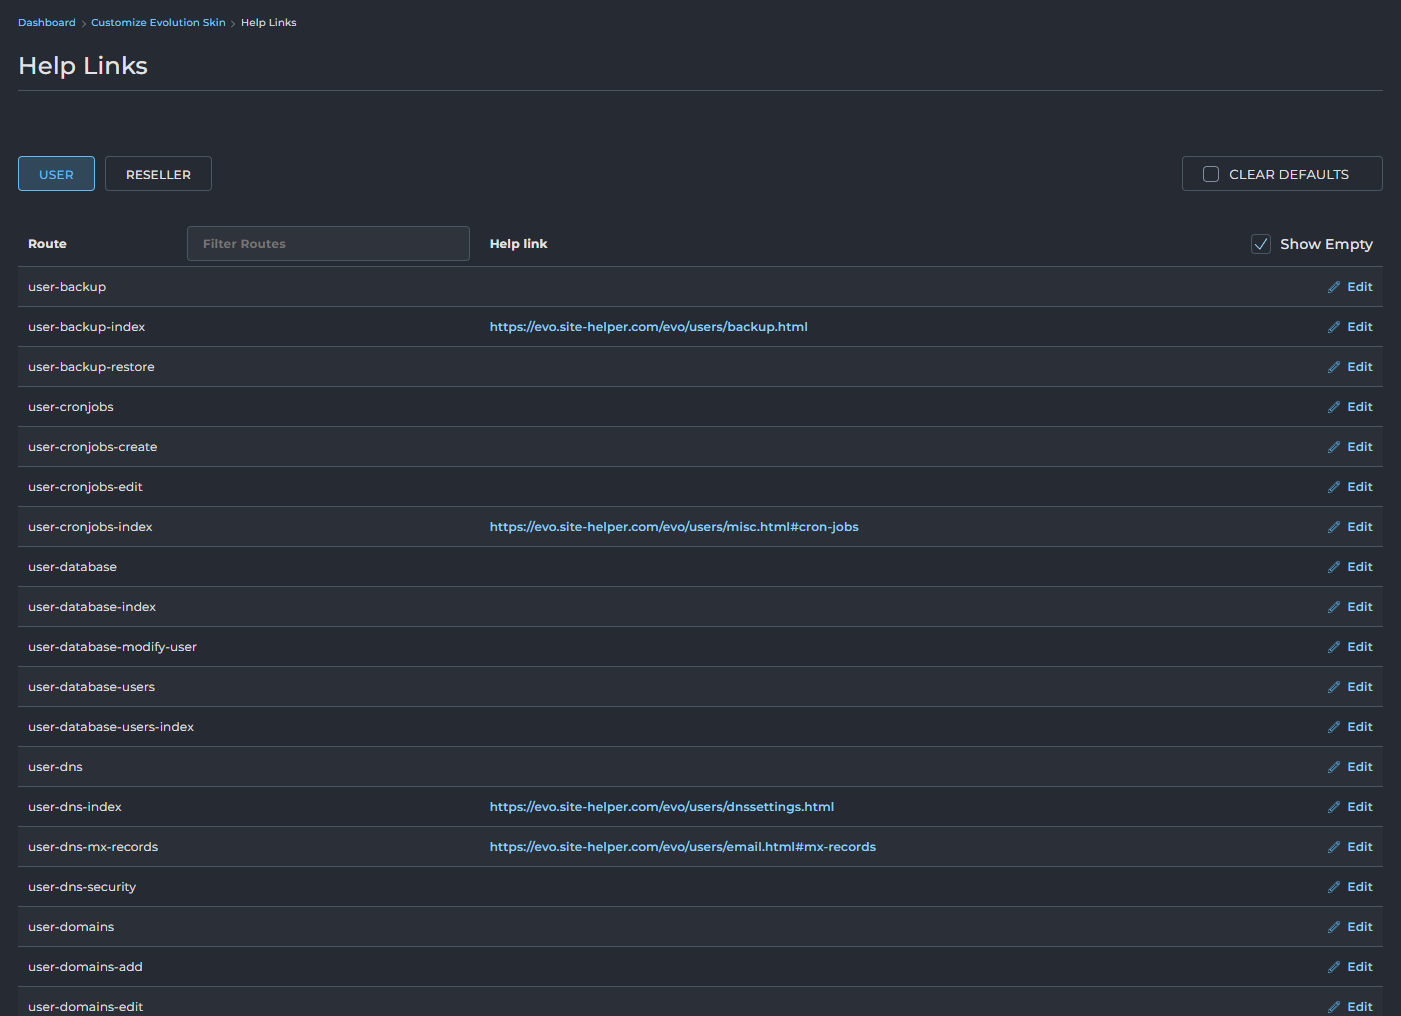 Dashboard > Customize Evolution Skin > Help Links
Help Links
USER RESELLER CLEAR DEFAULTS
Route Filter Routes Help link Show Empty
user-backup Edit
user-backup-index https://evo.site-helper.com/evo/users/backup.html Edit
user-backup-restore Edit
user-cronjobs Edit
user-cronjobs-create Edit
user-cronjobs-edit Edit
user-cronjobs-index https://evo.site-helper.com/evo/users/misc.html#cron-jobs Edit
user-database Edit
user-database-index Edit
user-database-modify-user Edit
user-database-users Edit
user-database-users-index Edit
user-dns Edit
user-dns-index https://evo.site-helper.com/evo/users/dnssettings.html Edit
user-dns-mx-records https://evo.site-helper.com/evo/users/email.html#mx-records Edit
user-dns-security Edit
user-domains Edit
user-domains-add Edit
user-domains-edit Edit